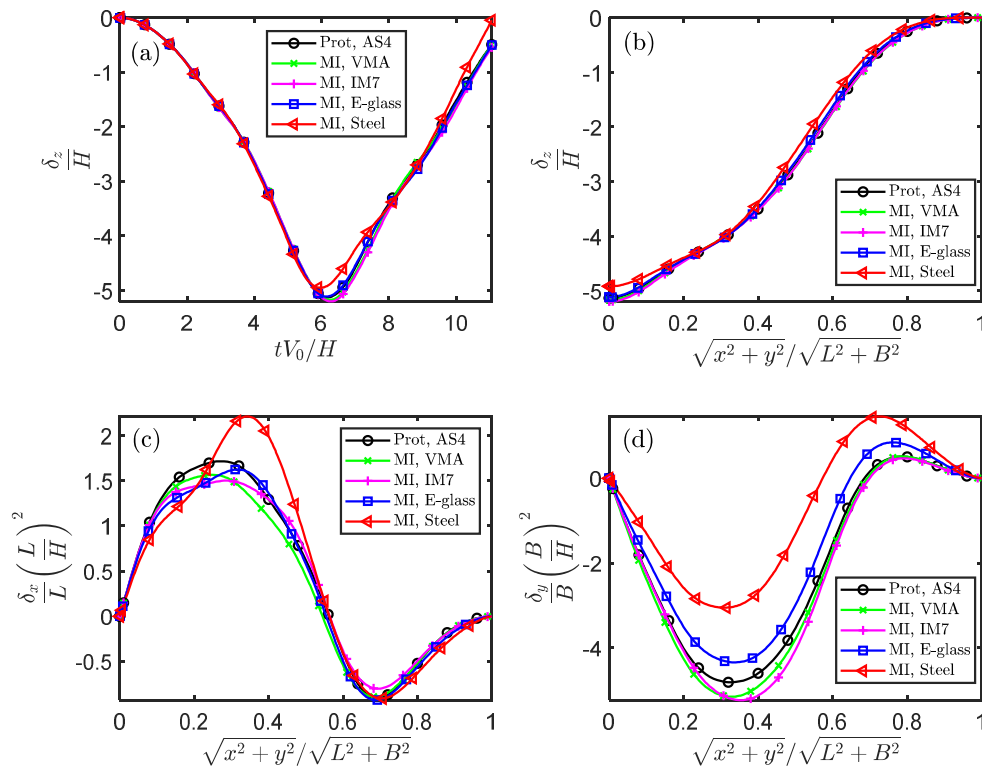 (a)
0
-1
-2
-3
-4
-5
δ_z/H
0 2 4 6 8 10
tV_0/H
Prot, AS4
MI, VMA
MI, IM7
MI, E-glass
MI, Steel
(b)
0
-1
-2
-3
-4
-5
δ_z/H
0 0.2 0.4 0.6 0.8 1
√x² + y²/√L² + B²
Prot, AS4
MI, VMA
MI, IM7
MI, E-glass
MI, Steel
(c)
2
1.5
1
0.5
0
-0.5
δ_x/L (L/H)²
0 0.2 0.4 0.6 0.8 1
√x² + y²/√L² + B²
Prot, AS4
MI, VMA
MI, IM7
MI, E-glass
MI, Steel
(d)
0
-2
-4
δ_y/B (B/H)²
0 0.2 0.4 0.6 0.8 1
√x² + y²/√L² + B²
Prot, AS4
MI, VMA
MI, IM7
MI, E-glass
MI, Steel